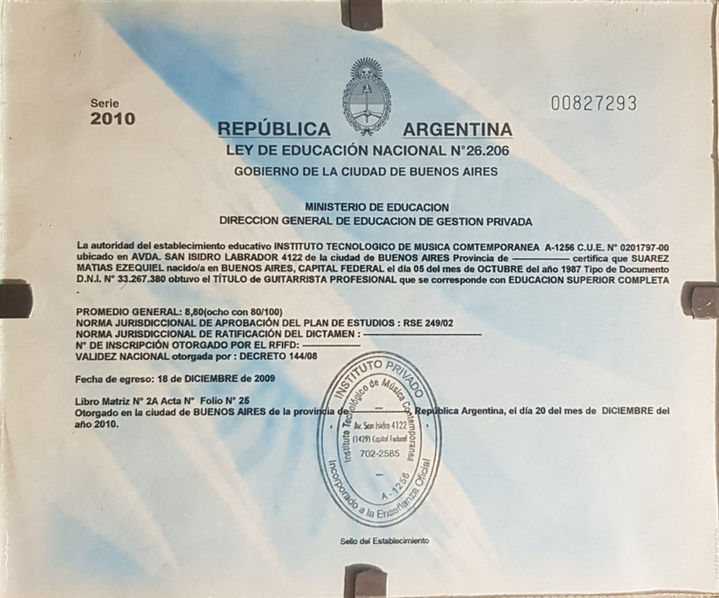 Serie
2010
00827293
REPÚBLICA ARGENTINA
LEY DE EDUCACIÓN NACIONAL N°26.206
GOBIERNO DE LA CIUDAD DE BUENOS AIRES
MINISTERIO DE EDUCACION
DIRECCION GENERAL DE EDUCACION DE GESTION PRIVADA
La autoridad del establecimiento educativo INSTITUTO TECNOLOGICO DE MUSICA COMTEMPORANEA A-1256 C.U.E. N° 0201797-00
ubicado en AVDA. SAN ISIDRO LABRADOR 4122 de la ciudad de BUENOS AIRES Provincia de ———————— certifica que SUAREZ
MATIAS EZEQUIEL nacido/a en BUENOS AIRES, CAPITAL FEDERAL el día 05 del mes de OCTUBRE del año 1987 Tipo de Documento
D.N.I. N° 33.267.380 obtuvo el TÍTULO de GUITARRISTA PROFESIONAL que se corresponde con EDUCACION SUPERIOR COMPLETA
.
PROMEDIO GENERAL: 8,80(ocho con 80/100)
NORMA JURISDICCIONAL DE APROBACIÓN DEL PLAN DE ESTUDIOS : RSE 249/02
NORMA JURISDICCIONAL DE RATIFICACIÓN DEL DICTAMEN : ————————
N° DE INSCRIPCIÓN OTORGADO POR EL RFIFD: ————————
VALIDEZ NACIONAL otorgada por : DECRETO 144/08
Fecha de egreso: 18 de DICIEMBRE de 2009
Libro Matriz N° 2A Acta N° Folio N° 25
Otorgado en la ciudad de BUENOS AIRES de la provincia de ———————— República Argentina, el día 20 del mes de DICIEMBRE del
año 2010.
INSTITUTO PRIVADO
Instituto Tecnológico de Música Contemporanea
Av. San Isidro 4122
(1429) Capital Federal
702-2585
A-1256
Incorporado a la Enseñanza Oficial
Sello del Establecimiento